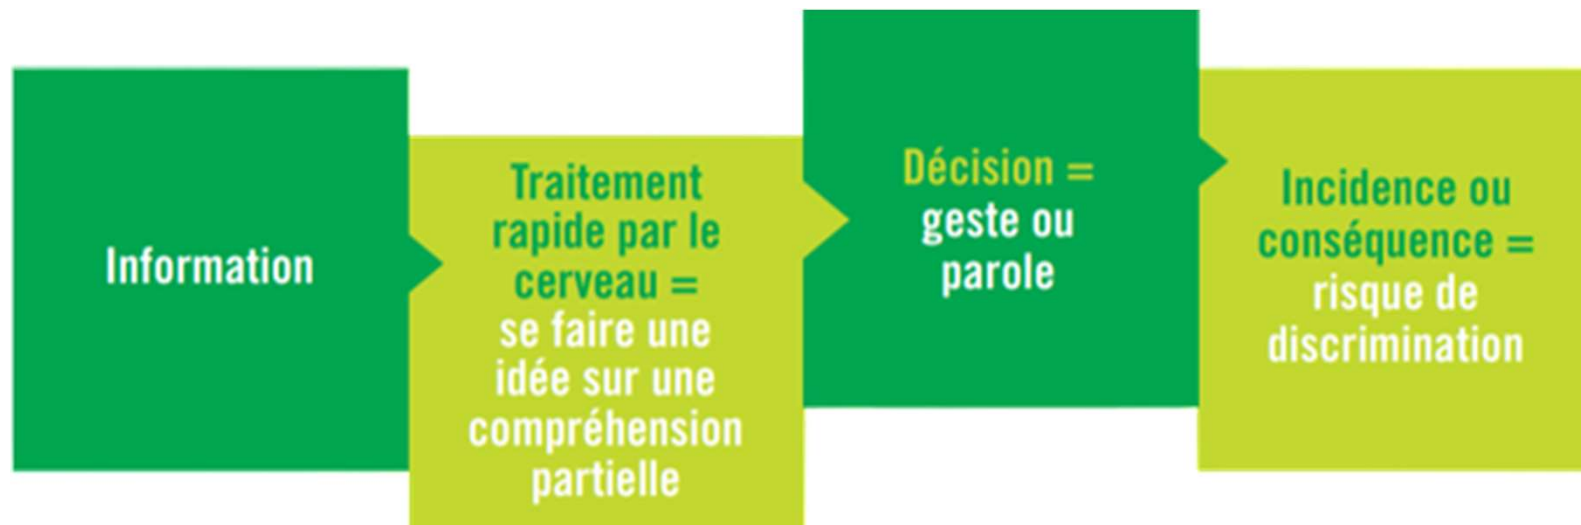 Information
Traitement
rapide par le
cerveau =
se faire une
idée sur une
compréhension
partielle
Décision =
geste ou
parole
Incidence ou
conséquence =
risque de
discrimination